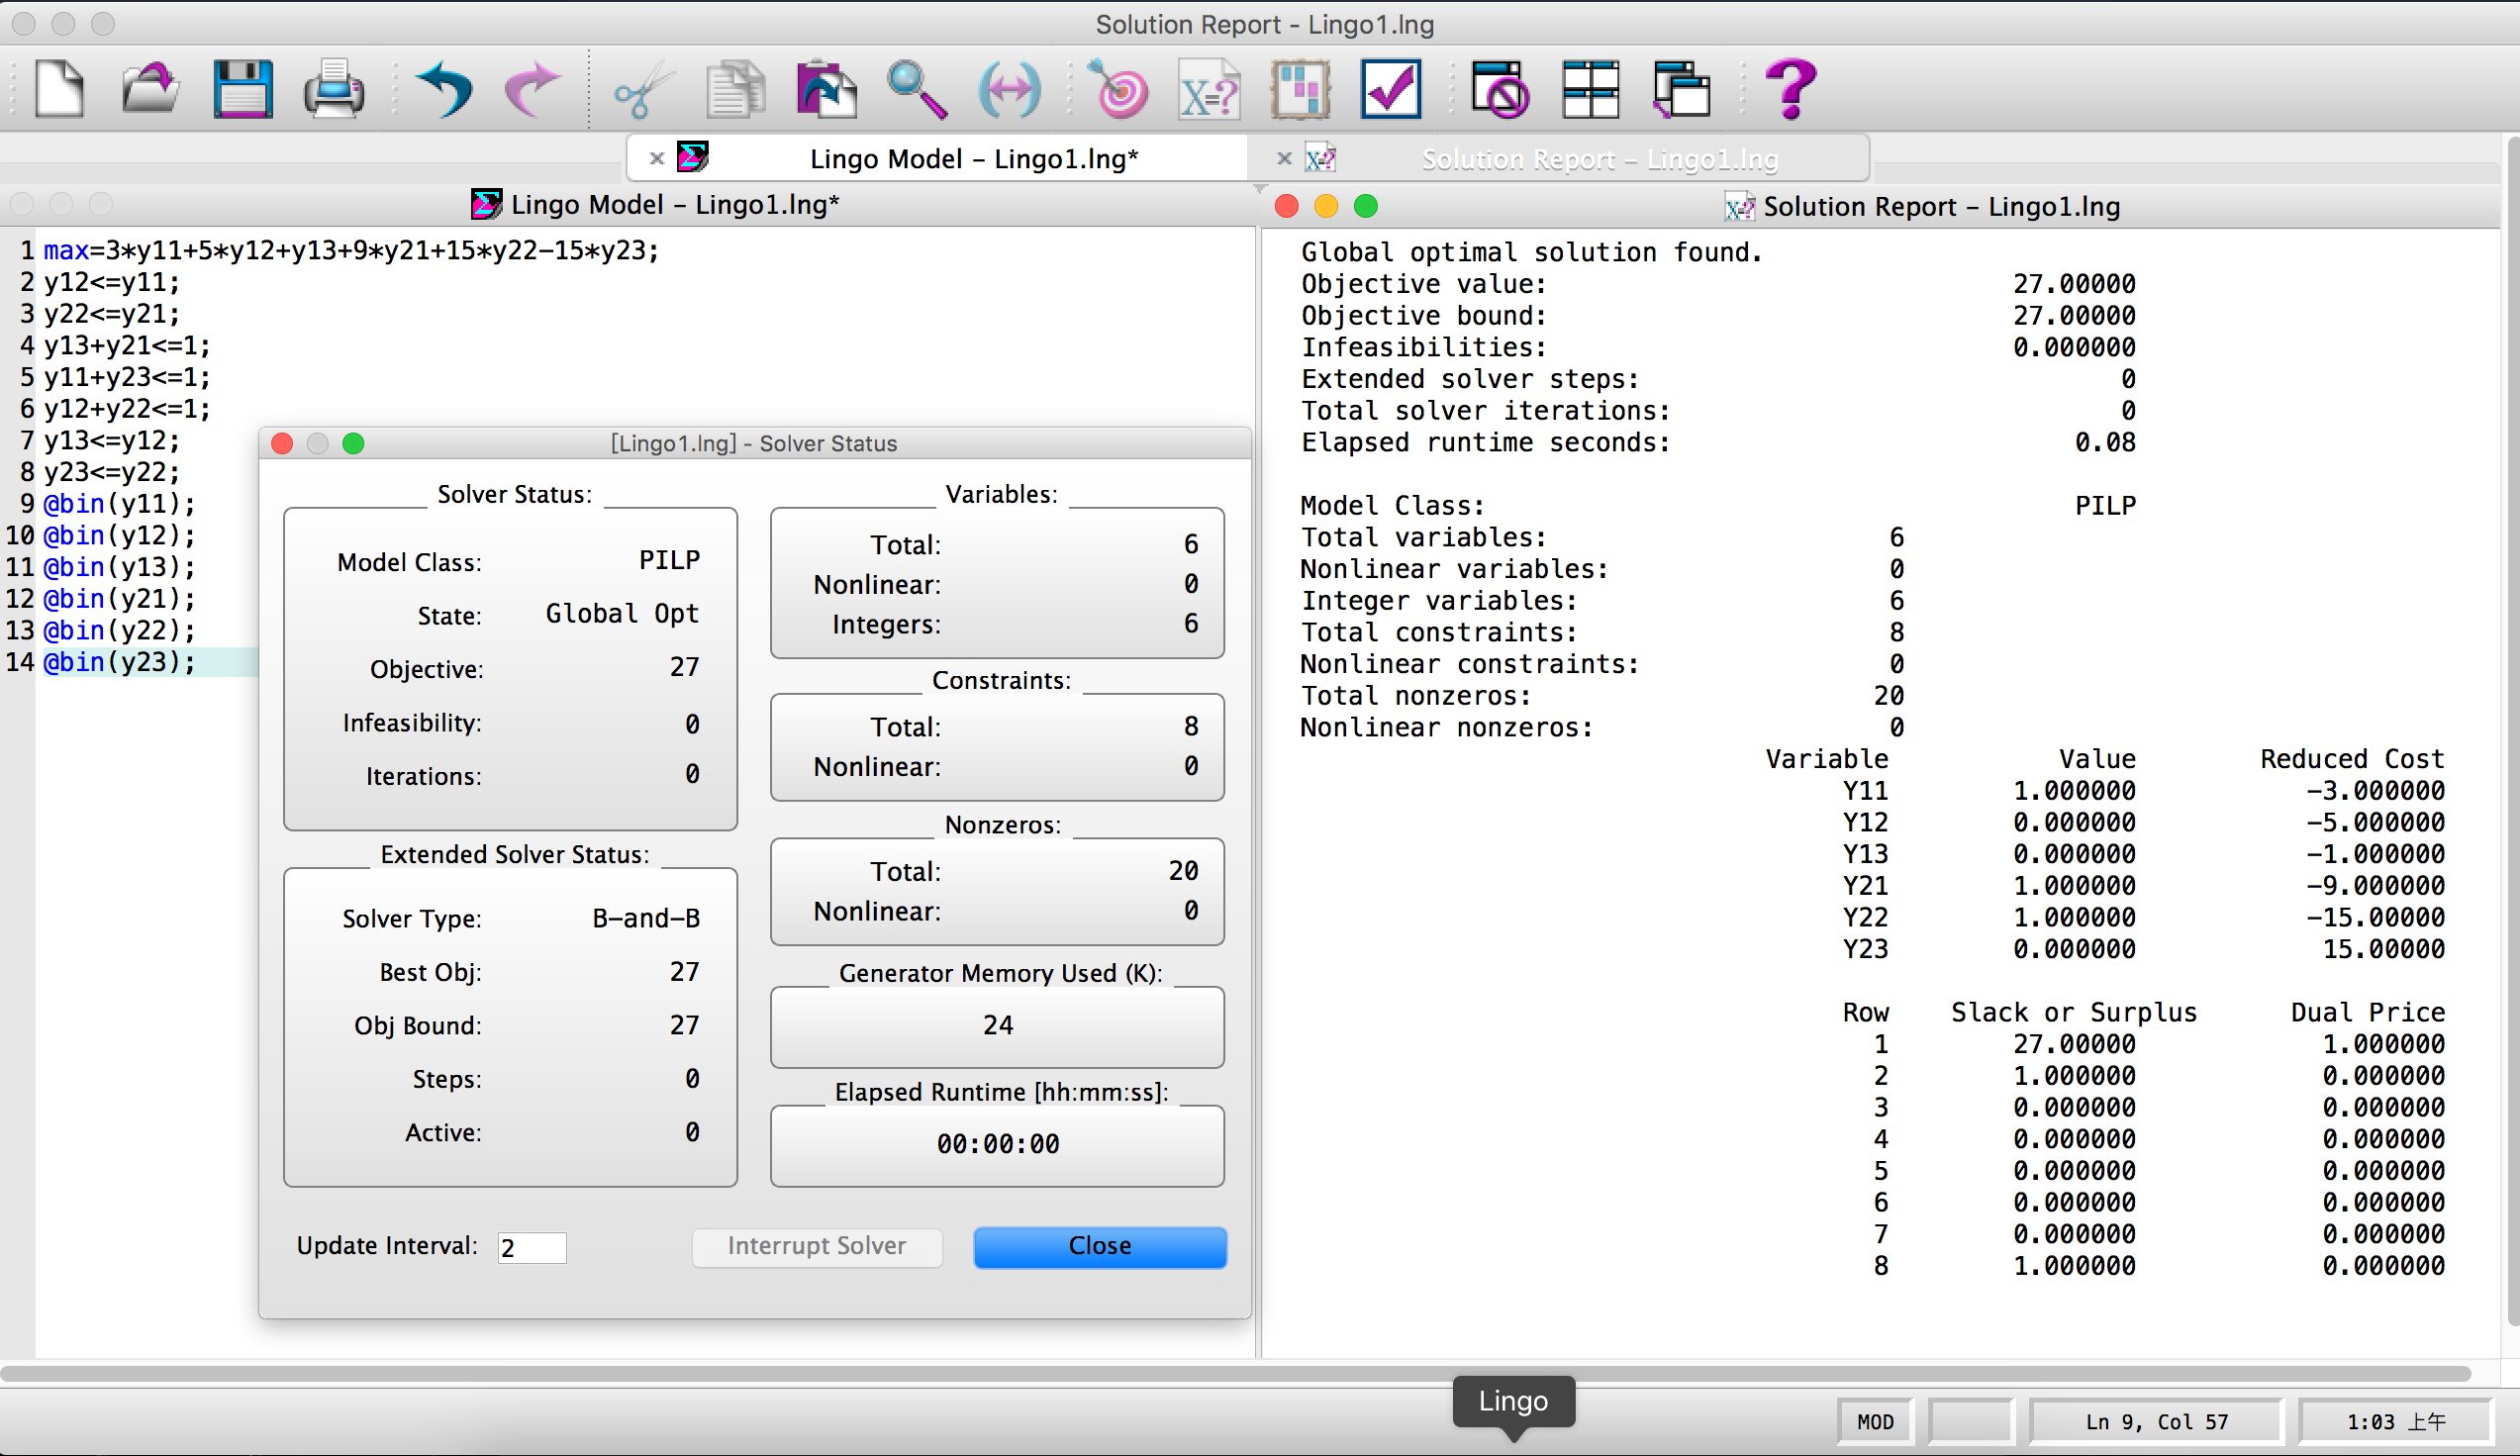 Solution Report - Lingo1.lng
X=?
?
Lingo Model - Lingo1.lng*
Solution Report - Lingo1.lng
Lingo Model - Lingo1.lng*
1 max=3*y11+5*y12+y13+9*y21+15*y22-15*y23;
2 y12<=y11;
3 y22<=y21;
4 y13+y21<=1;
5 y11+y23<=1;
6 y12+y22<=1;
7 y13<=y12;
8 y23<=y22;
9 @bin(y11);
10 @bin(y12);
11 @bin(y13);
12 @bin(y21);
13 @bin(y22);
14 @bin(y23);
[Lingo1.lng] - Solver Status
Solver Status:
Model Class: PILP
State: Global Opt
Objective: 27
Infeasibility: 0
Iterations: 0
Extended Solver Status:
Solver Type: B-and-B
Best Obj: 27
Obj Bound: 27
Steps: 0
Active: 0
Variables:
Total: 6
Nonlinear: 0
Integers: 6
Constraints:
Total: 8
Nonlinear: 0
Nonzeros:
Total: 20
Nonlinear: 0
Generator Memory Used (K):
24
Elapsed Runtime [hh:mm:ss]:
00:00:00
Update Interval: 2
Interrupt Solver
Close
Solution Report - Lingo1.lng
Global optimal solution found.
Objective value: 27.00000
Objective bound: 27.00000
Infeasibilities: 0.000000
Extended solver steps: 0
Total solver iterations: 0
Elapsed runtime seconds: 0.08
Model Class: PILP
Total variables: 6
Nonlinear variables: 0
Integer variables: 6
Total constraints: 8
Nonlinear constraints: 0
Total nonzeros: 20
Nonlinear nonzeros: 0
Variable Value Reduced Cost
Y11 1.000000 -3.000000
Y12 0.000000 -5.000000
Y13 0.000000 -1.000000
Y21 1.000000 -9.000000
Y22 1.000000 -15.00000
Y23 0.000000 15.00000
Row Slack or Surplus Dual Price
1 27.00000 1.000000
2 1.000000 0.000000
3 0.000000 0.000000
4 0.000000 0.000000
5 0.000000 0.000000
6 0.000000 0.000000
7 0.000000 0.000000
8 1.000000 0.000000
Lingo
MOD
Ln 9, Col 57
1:03 上午